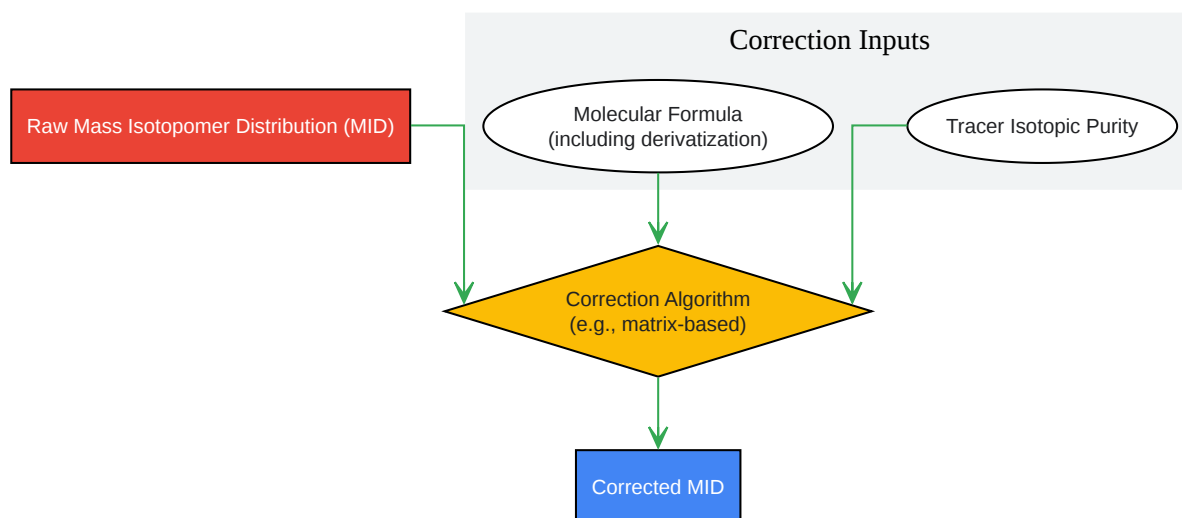 Correction Inputs
Raw Mass Isotopomer Distribution (MID)
Molecular Formula
(including derivatization)
Tracer Isotopic Purity
Correction Algorithm
(e.g., matrix-based)
Corrected MID